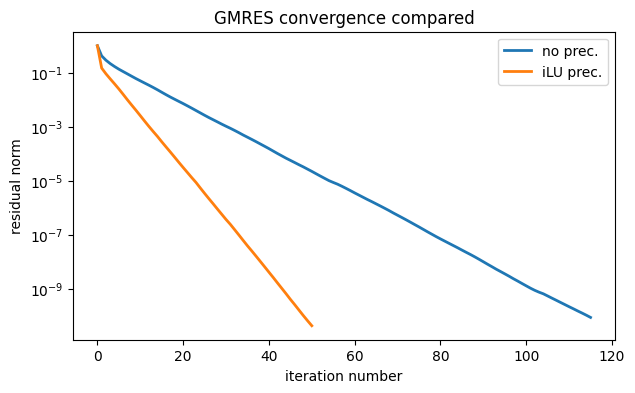 GMRES convergence compared
no prec.
iLU prec.
residual norm
10⁻¹
10⁻³
10⁻⁵
10⁻⁷
10⁻⁹
0 20 40 60 80 100 120
iteration number